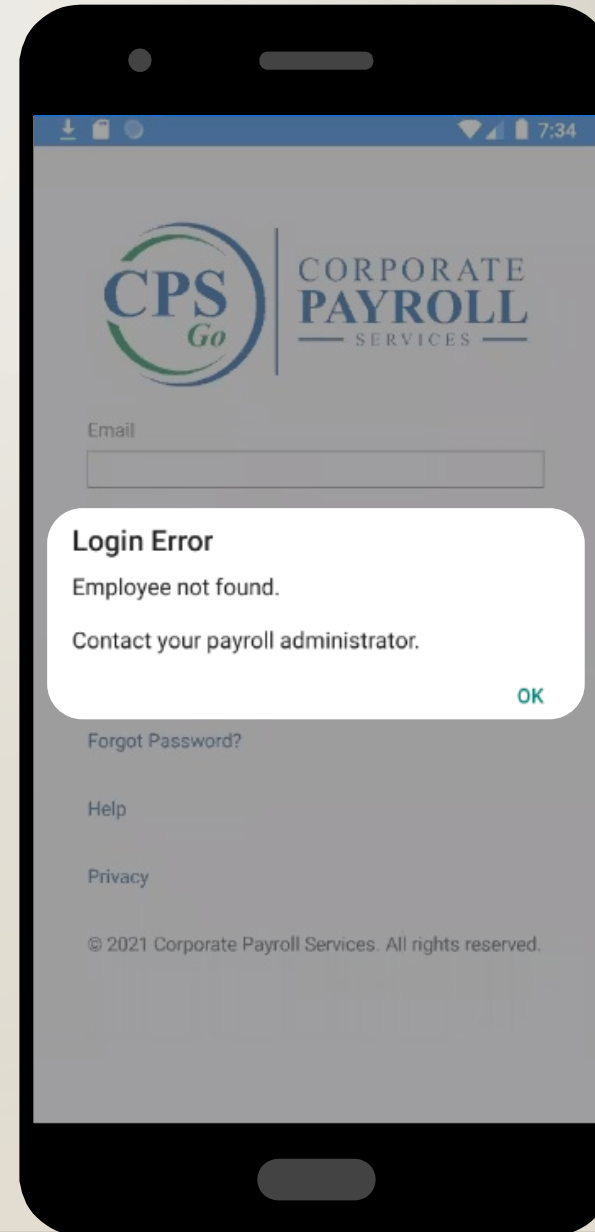 7:34
CPS
Go
CORPORATE
PAYROLL
SERVICES
Email
Login Error
Employee not found.
Contact your payroll administrator.
OK
Forgot Password?
Help
Privacy
© 2021 Corporate Payroll Services. All rights reserved.